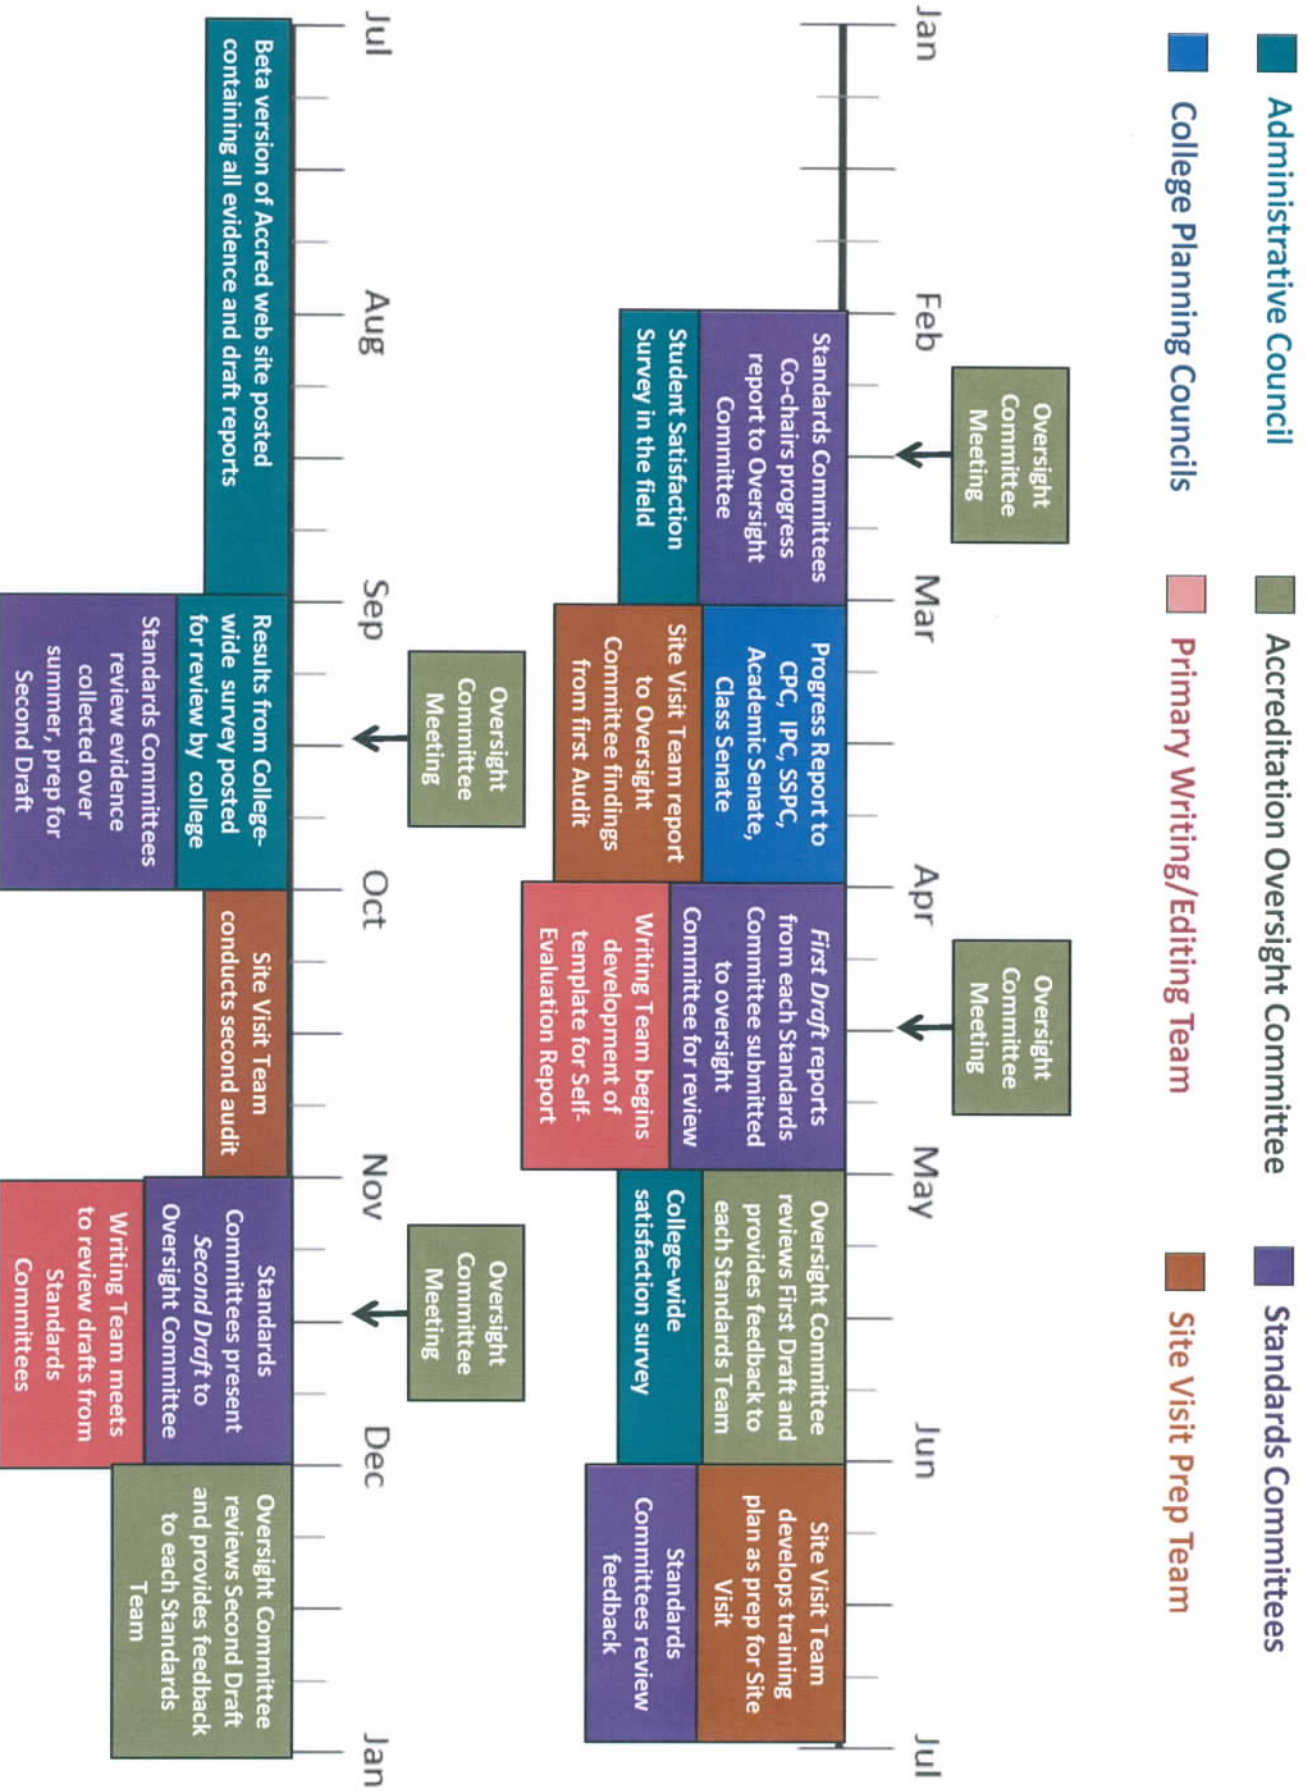 Administrative Council
Accreditation Oversight Committee
Standards Committees
College Planning Councils
Primary Writing/Editing Team
Site Visit Prep Team
Oversight
Committee
Meeting
Oversight
Committee
Meeting
Jan
Feb
Mar
Apr
May
Jun
Jul
Standards Committees
Co-chairs progress
report to Oversight
Committee
Student Satisfaction
Survey in the field
Progress Report to
CPC, IPC, SSPC,
Academic Senate,
Class Senate
Site Visit Team report
to Oversight
Committee findings
from first Audit
First Draft reports
from each Standards
Committee submitted
to oversight
Committee for review
Writing Team begins
development of
template for Self-
Evaluation Report
Oversight Committee
reviews First Draft and
provides feedback to
each Standards Team
College-wide
satisfaction survey
Site Visit Team
develops training
plan as prep for Site
Visit
Standards
Committees review
feedback
Oversight
Committee
Meeting
Oversight
Committee
Meeting
Jul
Aug
Sep
Oct
Nov
Dec
Jan
Beta version of Accred web site posted
containing all evidence and draft reports
Results from College-
wide survey posted
for review by college
Standards Committees
review evidence
collected over
summer, prep for
Second Draft
Site Visit Team
conducts second audit
Standards
Committees present
Second Draft to
Oversight Committee
Writing Team meets
to review drafts from
Standards
Committees
Oversight Committee
reviews Second Draft
and provides feedback
to each Standards
Team